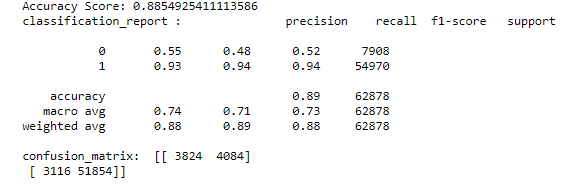 Accuracy Score: 0.8854925411113586
classification_report :               precision    recall  f1-score   support

           0       0.55      0.48      0.52      7908
           1       0.93      0.94      0.94     54970

    accuracy                           0.89     62878
   macro avg       0.74      0.71      0.73     62878
weighted avg       0.88      0.89      0.88     62878

confusion_matrix:  [[ 3824  4084]
 [ 3116 51854]]